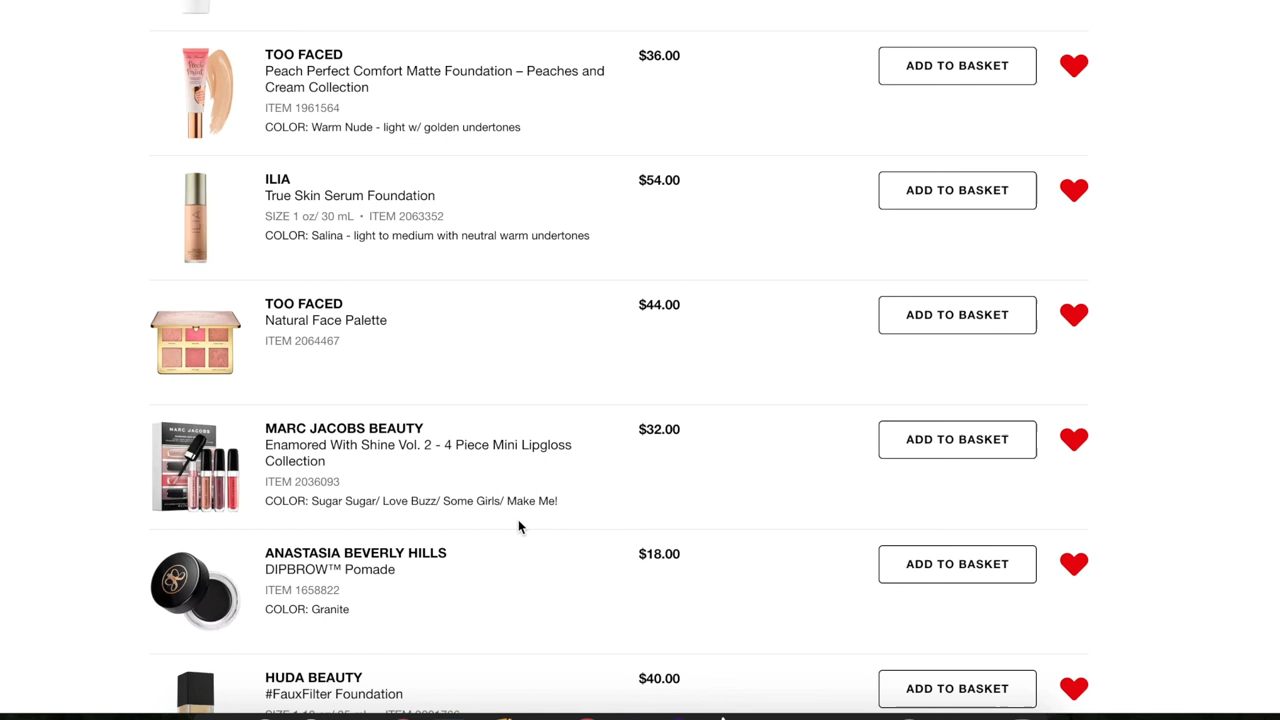 TOO FACED
$36.00
ADD TO BASKET
Peach Perfect Comfort Matte Foundation – Peaches and
Cream Collection
ITEM 1961564
COLOR: Warm Nude - light w/ golden undertones
ILIA
$54.00
ADD TO BASKET
True Skin Serum Foundation
SIZE 1 oz/ 30 mL • ITEM 2063352
COLOR: Salina - light to medium with neutral warm undertones
TOO FACED
$44.00
ADD TO BASKET
Natural Face Palette
ITEM 2064467
MARC JACOBS BEAUTY
$32.00
ADD TO BASKET
Enamored With Shine Vol. 2 - 4 Piece Mini Lipgloss
Collection
ITEM 2036093
COLOR: Sugar Sugar/ Love Buzz/ Some Girls/ Make Me!
MARC JACOBS
ANASTASIA BEVERLY HILLS
$18.00
ADD TO BASKET
DIPBROW™ Pomade
ITEM 1658822
COLOR: Granite
HUDA BEAUTY
$40.00
ADD TO BASKET
#FauxFilter Foundation